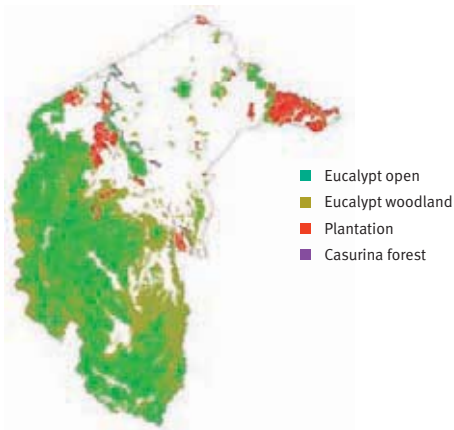 Eucalypt open
Eucalypt woodland
Plantation
Casurina forest